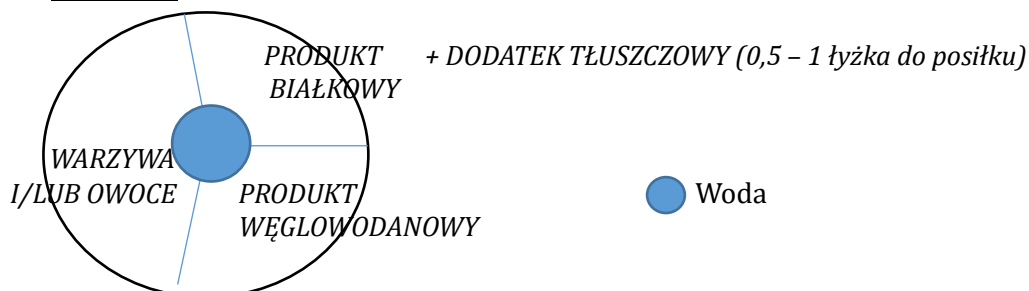 PRODUKT + DODATEK TŁUSZCZOWY (0,5 – 1 łyżka do posiłku)
BIAŁKOWY
WARZYWA
I/LUB OWOCE
PRODUKT
WĘGLOWODANOWY
Woda